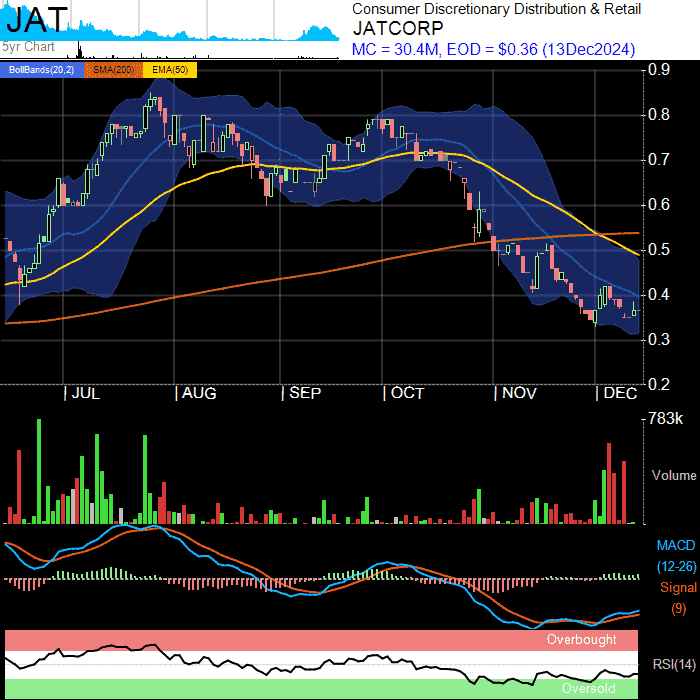 JAT
5yr Chart
Consumer Discretionary Distribution & Retail
JATCORP
MC = 30.4M, EOD = $0.36 (13Dec2024)
BollBands(20,2) SMA(200) EMA(50)
0.9
0.8
0.7
0.6
0.5
0.4
0.3
0.2
JUL AUG SEP OCT NOV DEC
783k
Volume
MACD
(12-26)
Signal
(9)
Overbought
RSI(14)
Oversold